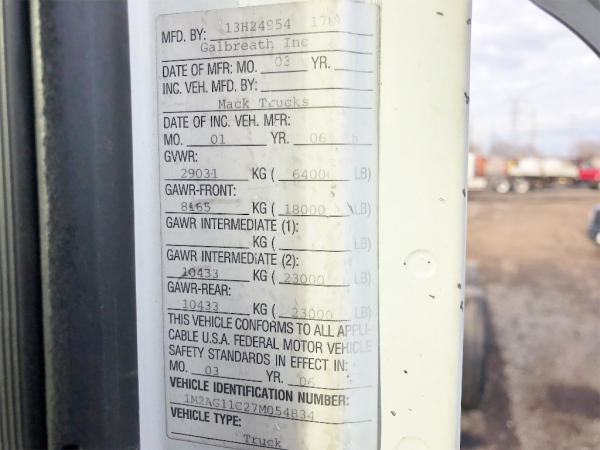 13H24954
MFD. BY: Galbreath Inc
DATE OF MFR: MO. 03 YR.
INC. VEH. MFD. BY:
Mack Trucks
DATE OF INC. VEH. MFR:
MO. 01 YR. 06
GVWR:
29031 KG ( 64000 LB)
GAWR-FRONT:
8165 KG ( 18000 LB)
GAWR INTERMEDIATE (1):
KG ( LB)
GAWR INTERMEDIATE (2):
10433 KG ( 23000 LB)
GAWR-REAR:
10433 KG ( 23000 LB)
THIS VEHICLE CONFORMS TO ALL APPLI-
CABLE U.S.A. FEDERAL MOTOR VEHICLE
SAFETY STANDARDS IN EFFECT IN:
MO. 03 YR. 06
VEHICLE IDENTIFICATION NUMBER:
1M2AG11C27M054834
VEHICLE TYPE:
Truck